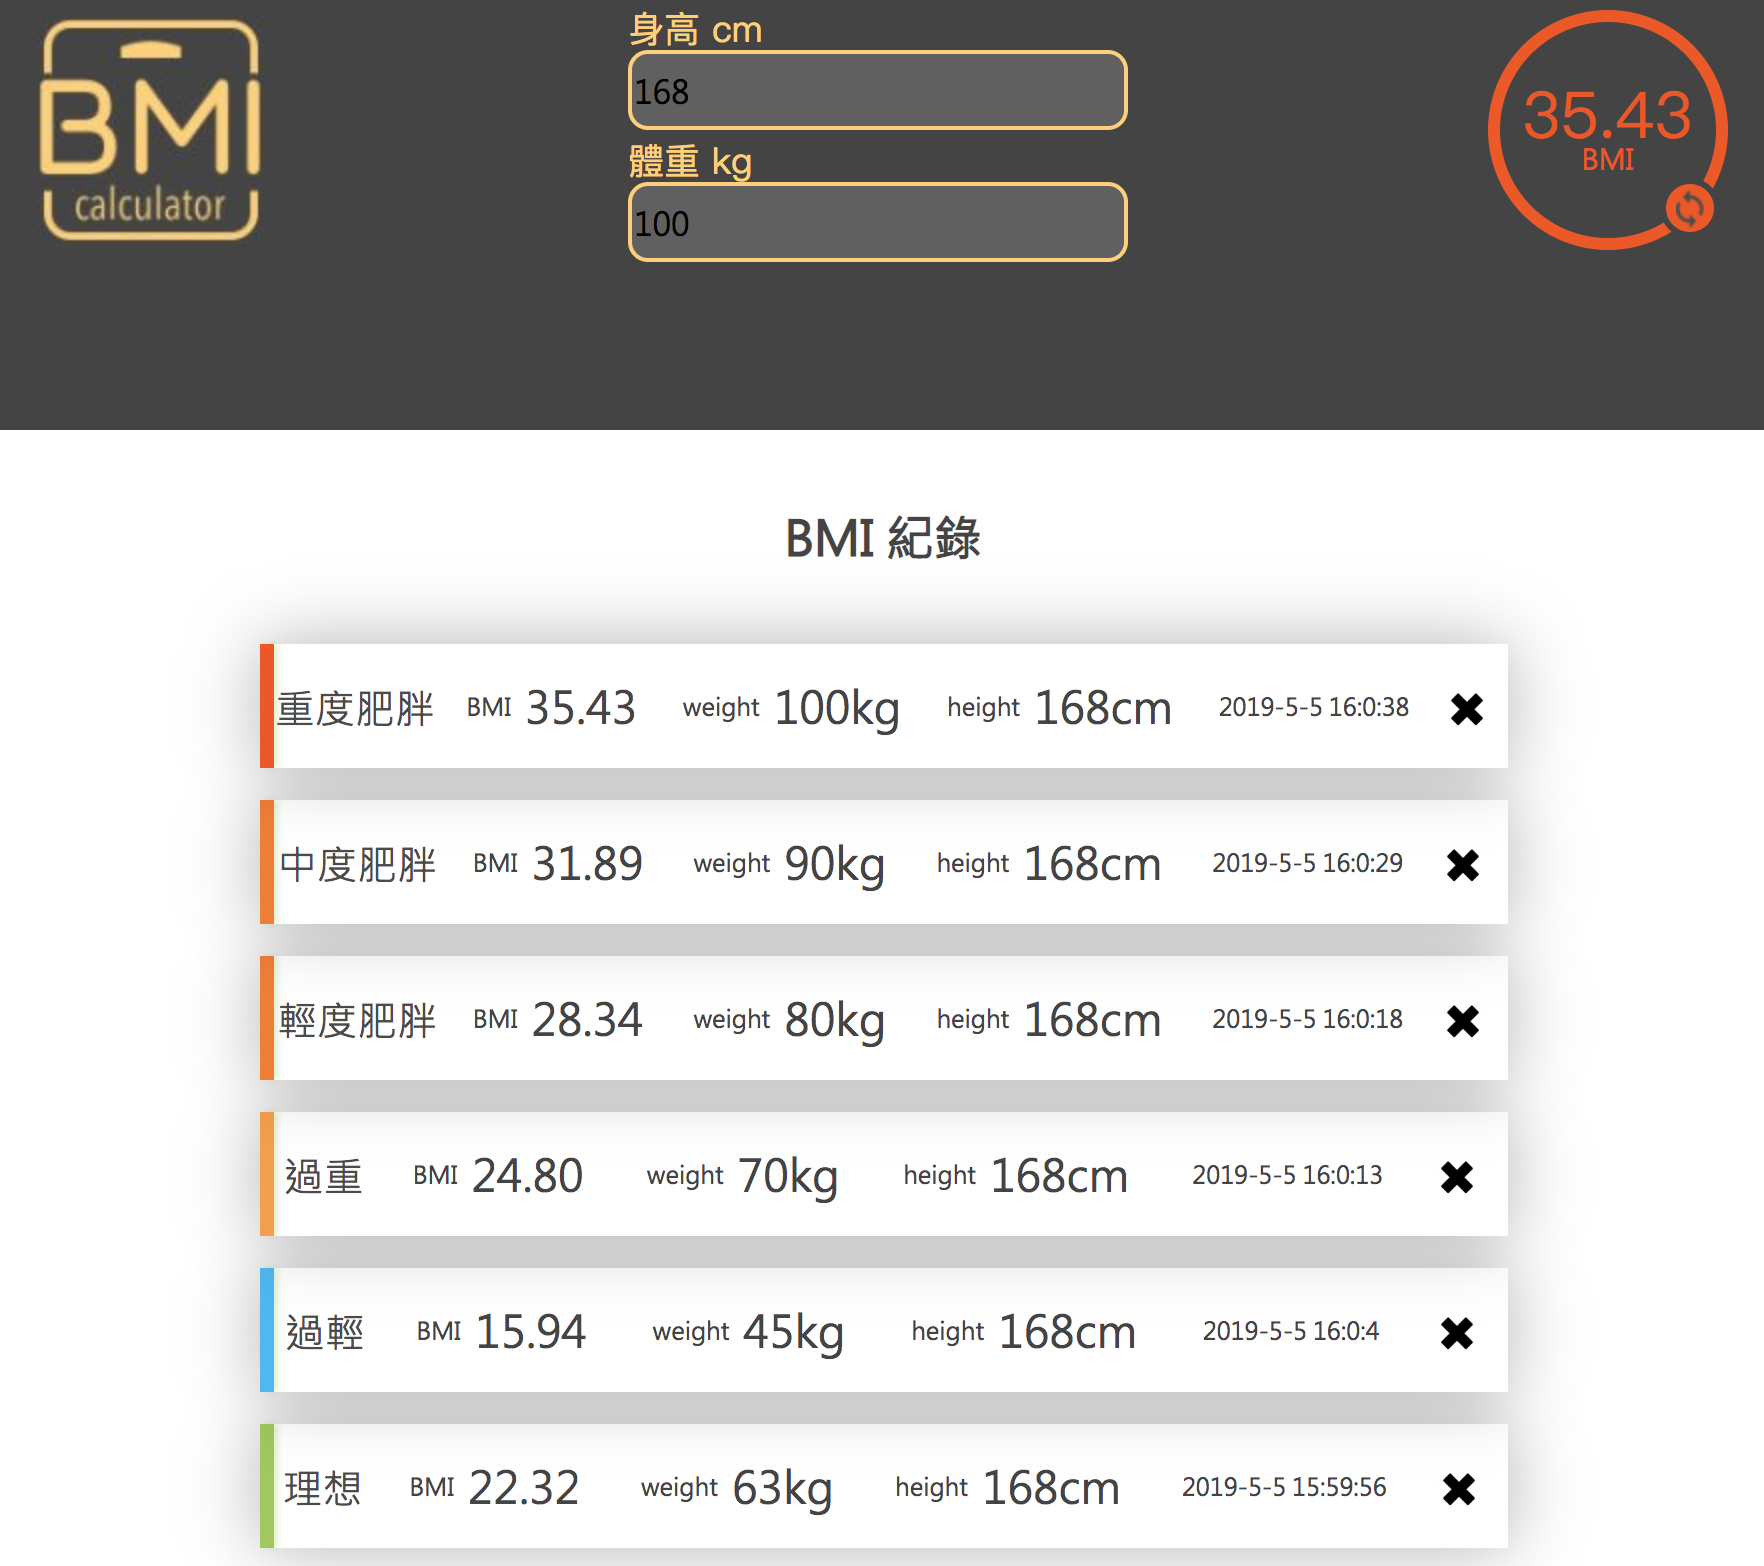 BMI
calculator
身高 cm
168
體重 kg
100
35.43
BMI
BMI 紀錄
重度肥胖 BMI 35.43 weight 100kg height 168cm 2019-5-5 16:0:38
中度肥胖 BMI 31.89 weight 90kg height 168cm 2019-5-5 16:0:29
輕度肥胖 BMI 28.34 weight 80kg height 168cm 2019-5-5 16:0:18
過重 BMI 24.80 weight 70kg height 168cm 2019-5-5 16:0:13
過輕 BMI 15.94 weight 45kg height 168cm 2019-5-5 16:0:4
理想 BMI 22.32 weight 63kg height 168cm 2019-5-5 15:59:56